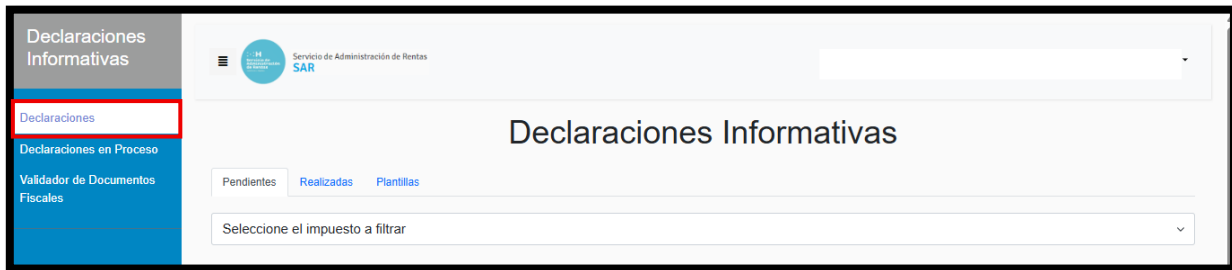 Declaraciones
Informativas
Servicio de Administración de Rentas
SAR
Declaraciones
Declaraciones en Proceso
Validador de Documentos
Fiscales
Declaraciones Informativas
Pendientes Realizadas Plantillas
Seleccione el impuesto a filtrar